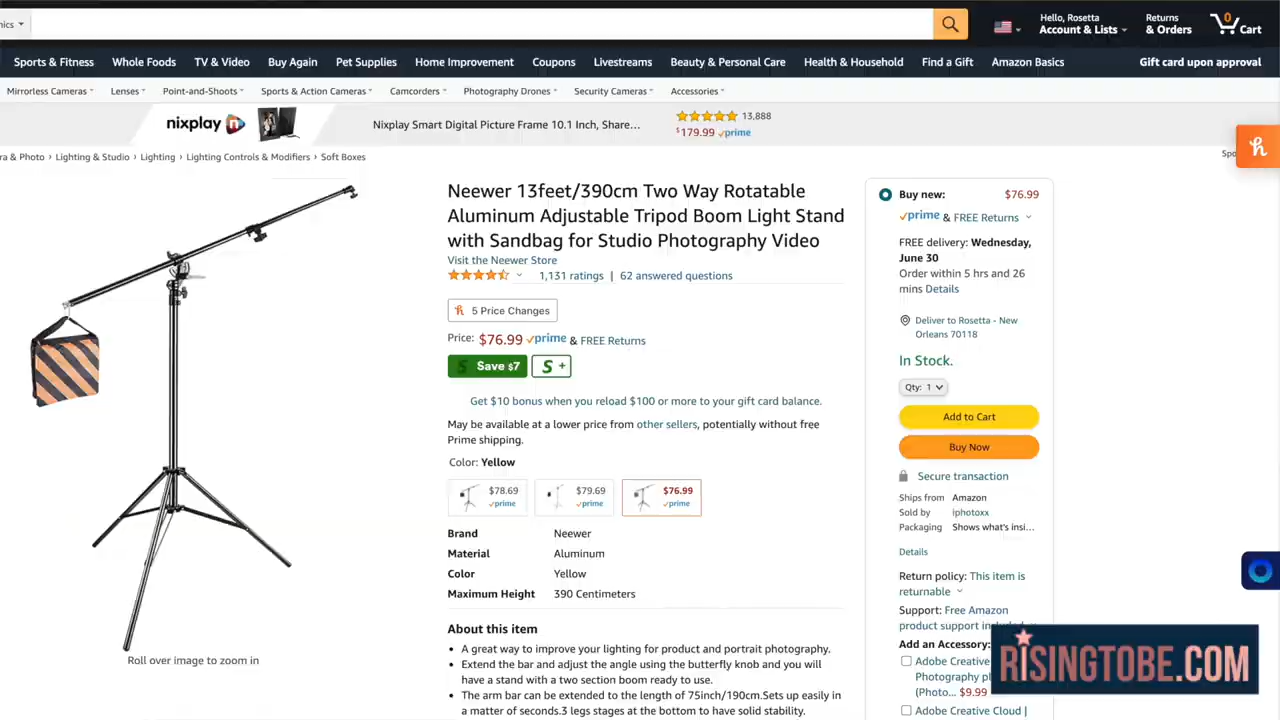 nics
Hello, Rosetta
Account & Lists
Returns
& Orders
0
Cart
Sports & Fitness Whole Foods TV & Video Buy Again Pet Supplies Home Improvement Coupons Livestreams Beauty & Personal Care Health & Household Find a Gift Amazon Basics Gift card upon approval
Mirrorless Cameras Lenses Point-and-Shoots Sports & Action Cameras Camcorders Photography Drones Security Cameras Accessories
nixplay
Nixplay Smart Digital Picture Frame 10.1 Inch, Share...
13,888
$179.99 prime
ra & Photo › Lighting & Studio › Lighting › Lighting Controls & Modifiers › Soft Boxes
Spo
h
Neewer 13feet/390cm Two Way Rotatable
Aluminum Adjustable Tripod Boom Light Stand
with Sandbag for Studio Photography Video
Visit the Neewer Store
1,131 ratings | 62 answered questions
5 Price Changes
Price: $76.99 prime & FREE Returns
S Save $7 S +
Get $10 bonus when you reload $100 or more to your gift card balance.
May be available at a lower price from other sellers, potentially without free
Prime shipping.
Color: Yellow
$78.69
prime
$79.69
prime
$76.99
prime
Brand Neewer
Material Aluminum
Color Yellow
Maximum Height 390 Centimeters
About this item
• A great way to improve your lighting for product and portrait photography.
• Extend the bar and adjust the angle using the butterfly knob and you will
have a stand with a two section boom ready to use.
• The arm bar can be extended to the length of 75inch/190cm.Sets up easily in
a matter of seconds.3 legs stages at the bottom to have solid stability.
Roll over image to zoom in
Buy new: $76.99
prime & FREE Returns
FREE delivery: Wednesday,
June 30
Order within 5 hrs and 26
mins Details
Deliver to Rosetta - New
Orleans 70118
In Stock.
Qty: 1
Add to Cart
Buy Now
Secure transaction
Ships from Amazon
Sold by iphotoxx
Packaging Shows what's insi...
Details
Return policy: This item is
returnable
Support: Free Amazon
product support included
Add an Accessory:
Adobe Creative
Photography pl
(Photo... $9.99
Adobe Creative Cloud |
RISINGTOBE.COM